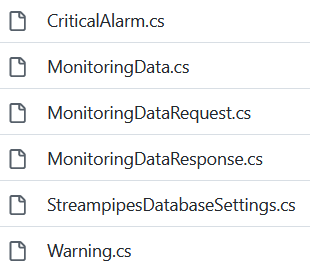 CriticalAlarm.cs
MonitoringData.cs
MonitoringDataRequest.cs
MonitoringDataResponse.cs
StreampipesDatabaseSettings.cs
Warning.cs